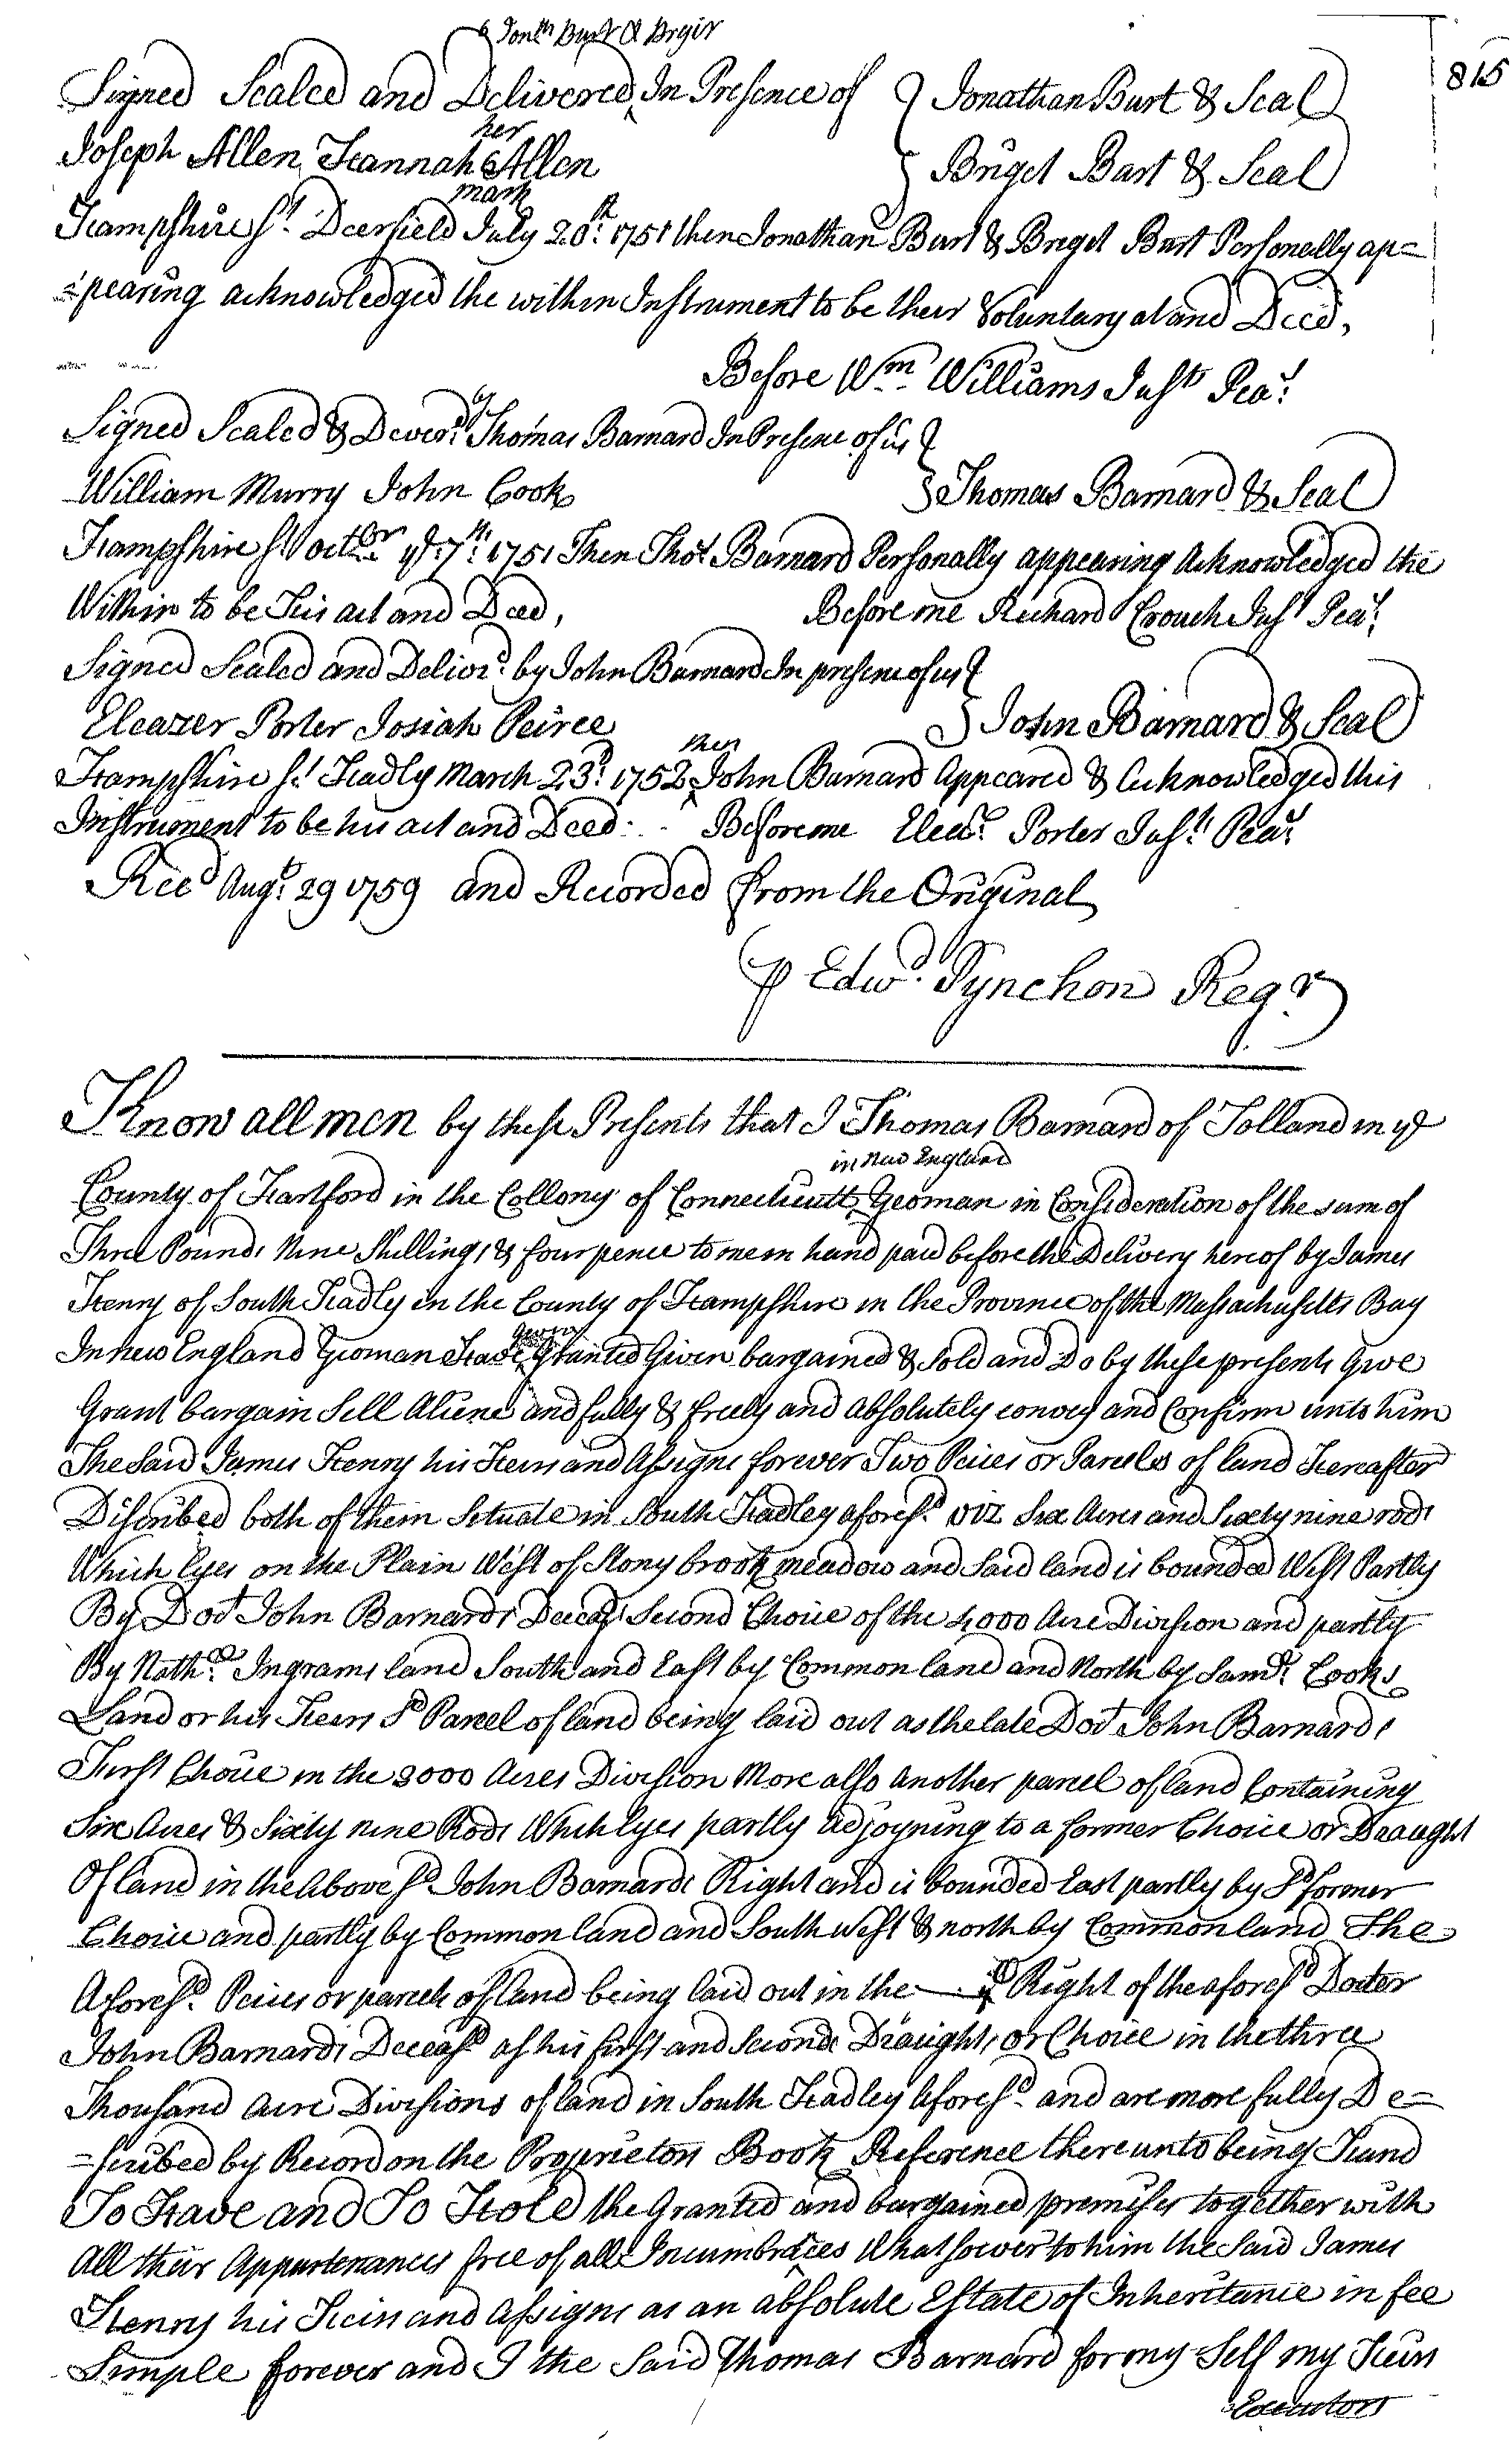 by Jonth Burt & Brgit
815
Signed Sealed and Delivered In Presence of } Jonathan Burt & Seal
her
Joseph Allen Hannah Allen } Briget Burt & Seal
mark
Hampshire Ss. Deerfield July 20th 1751 then Jonathan Burt & Briget Burt Personally ap=
=pearing acknowledged the within Instrument to be their Voluntary at and Deed,
Before Wm Williams Just Pea:
Signed Sealed & Deverd by Thomas Barnard In Presene of us }
William Murry John Cook } Thomas Barnard & Seal
Hampshire Ss octbr ye 7th 1751 Then Thos Barnard Personally appearing Acknowledged the
Within to be His act and Deed, Before me Richard Crouch Just Pea:
Signed Sealed and Delivrd by John Barnard In presene of us }
Eleazer Porter Josiah Peirce } John Barnard & Seal
then
Hampshire Ss Hadly March 23d 1752 John Barnard Appeared & Acknowledged this
Instrument to be his act and Deed: Before me Eleazr Porter Just: Pea:
Recd Augt 29 1759 and Recorded from the Original
P Edwd Pynchon Regr
Know all men by these Presents that I Thomas Barnard of Tolland in ye
in New England
County of Hartford in the Collony of Connecticutt Yeoman in Consideration of the sum of
Three Pounds Nine Shillings & four pence to me in hand paid before the Delivery hereof by James
Henry of South Hadly in the County of Hampshire in the Province of the Massachusetts Bay
In new England Yeoman Have Granted Given bargained & Sold and Do by these presents Give
Grant bargain Sell Aliene and fully & freely and absolutely convey and Confirm unto him
The Said James Henry his Heirs and Assigns forever Two Peices or Parcels of land Hereafter
Discribed both of them Situate in South Hadley aforesd viz Six Acres and Sixty nine rods
Which Lyes on the Plain West of Stony brook meadow and Said land is bounded West Partly
By Doct John Barnards Deceasd Second Choice of the 4000 Acre Division and partly
By Nathll Ingrams land South and East by Common land and North by Samll Cooks
Land or his Heirs Sd Parcel of land being laid out as the late Doct John Barnards
First Choice in the 3000 Acres Division More also Another parcel of land Containing
Six Acres & Sixty nine Rods Which lyes partly Adjoyning to a former Choice or Draught
Of land in the Above sd John Barnards Right and is bounded East partly by Sd former
Choice and partly by Common land and South West & north by Common land The
Aforesd Peices or parcels of land being laid out in the Right of the aforesd Docter
John Barnards Deceasd as his first and Second Draughts or Choice in the three
Thousand Acre Divisions of land in South Hadley Aforesd and are more fully De=
=scribed by Record on the Proprietors Book Reference thereunto being Hand
To Have and To Hold the Granted and bargained premises together with
All their Appurtenances free of all Incumbraces Whatsoever to him the Said James
Henry his Heirs and Assigns as an absolute Estate of Inheritance in fee
Simple forever and I the Said Thomas Barnard for my Self my Heirs
Executors